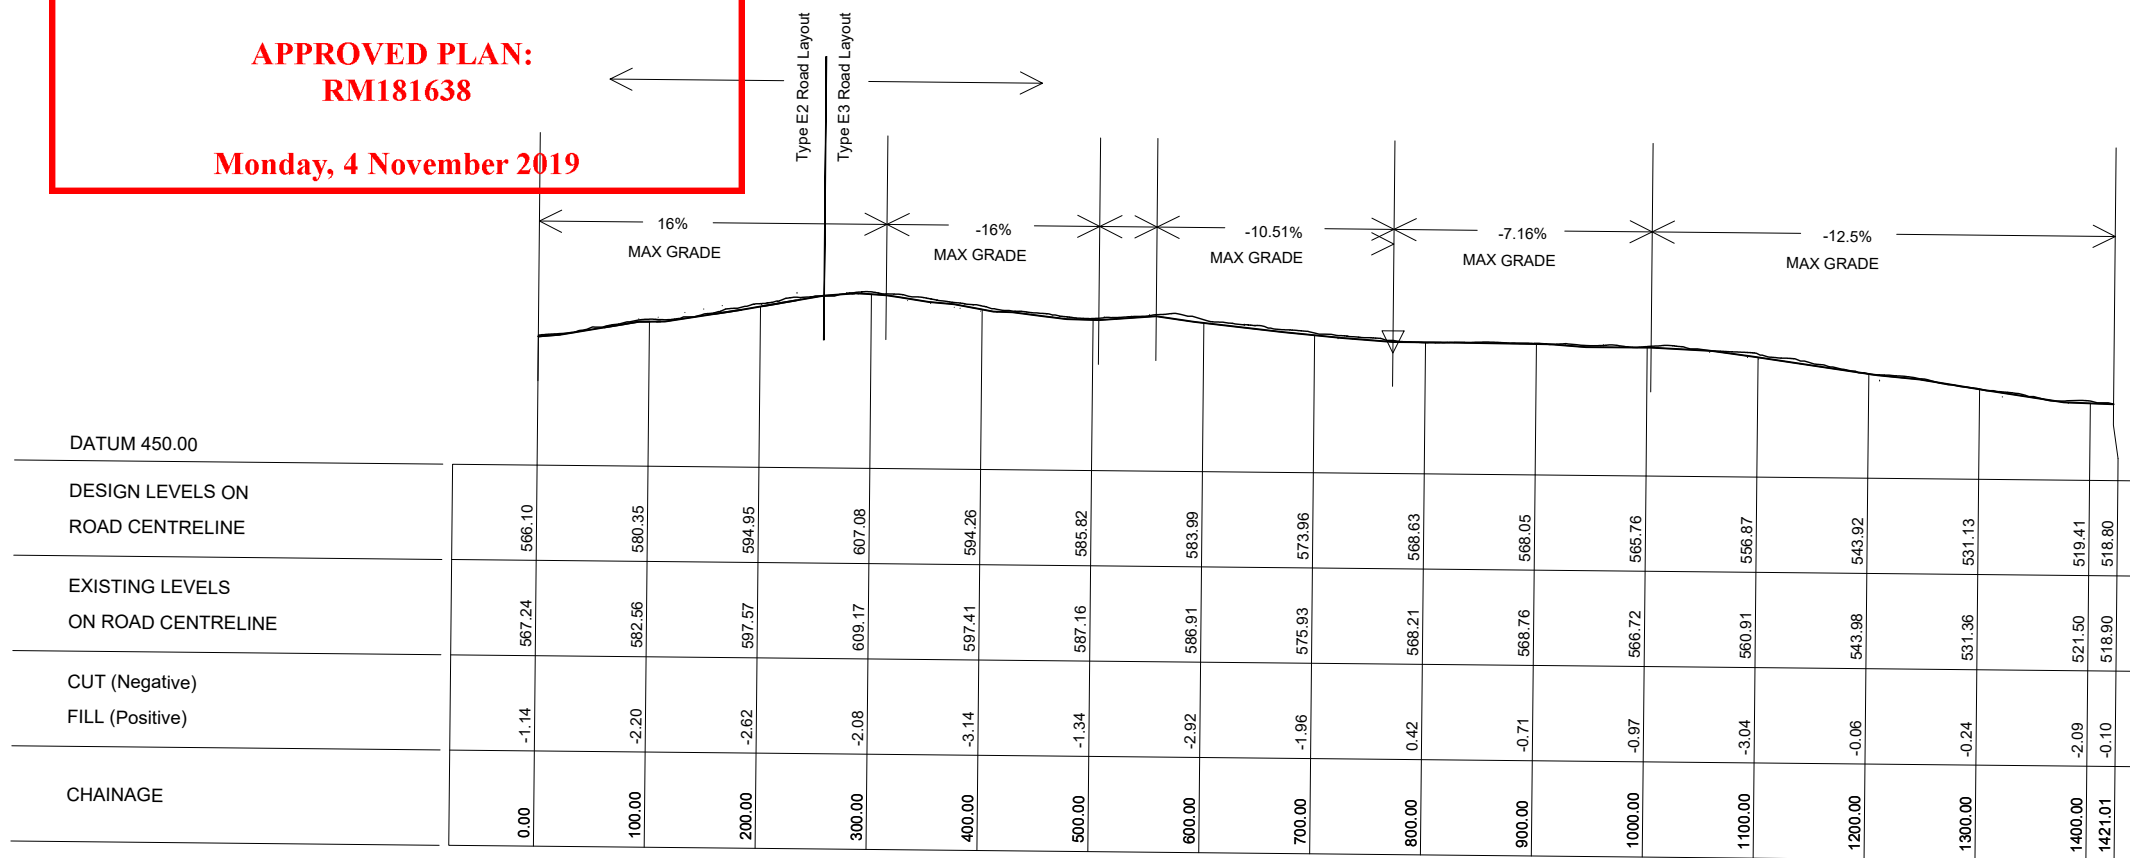 APPROVED PLAN:
RM181638
Monday, 4 November 2019
Type E2 Road Layout
Type E3 Road Layout
16%
MAX GRADE
-16%
MAX GRADE
-10.51%
MAX GRADE
-7.16%
MAX GRADE
-12.5%
MAX GRADE
DATUM 450.00
DESIGN LEVELS ON
ROAD CENTRELINE
566.10 580.35 594.95 607.08 594.26 585.82 583.99 573.96 568.63 568.05 565.76 556.87 543.92 531.13 519.41 518.80
EXISTING LEVELS
ON ROAD CENTRELINE
567.24 582.56 597.57 609.17 597.41 587.16 586.91 575.93 568.21 568.76 566.72 560.91 543.98 531.36 521.50 518.90
CUT (Negative)
FILL (Positive)
-1.14 -2.20 -2.62 -2.08 -3.14 -1.34 -2.92 -1.96 0.42 -0.71 -0.97 -3.04 -0.06 -0.24 -2.09 -0.10
CHAINAGE
0.00 100.00 200.00 300.00 400.00 500.00 600.00 700.00 800.00 900.00 1000.00 1100.00 1200.00 1300.00 1400.00 1421.01